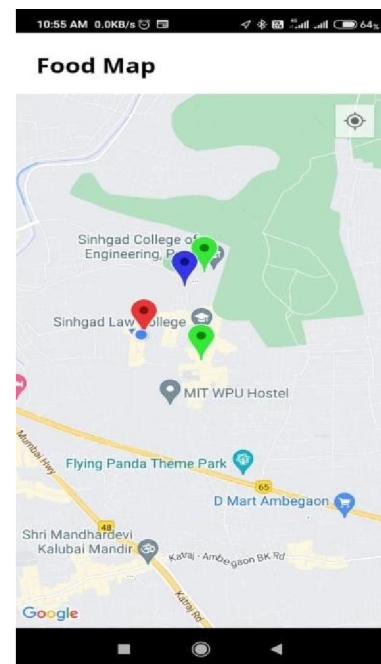 10:55 AM 0.0KB/s 64%
Food Map
Sinhgad College of
Engineering, P
Sinhgad Law College
MIT WPU Hostel
Mumbai Hwy
Flying Panda Theme Park
65
D Mart Ambegaon
48
Shri Mandhardevi
Kalubai Mandir
Katraj - Ambegaon BK Rd
Katraj Rd
Google